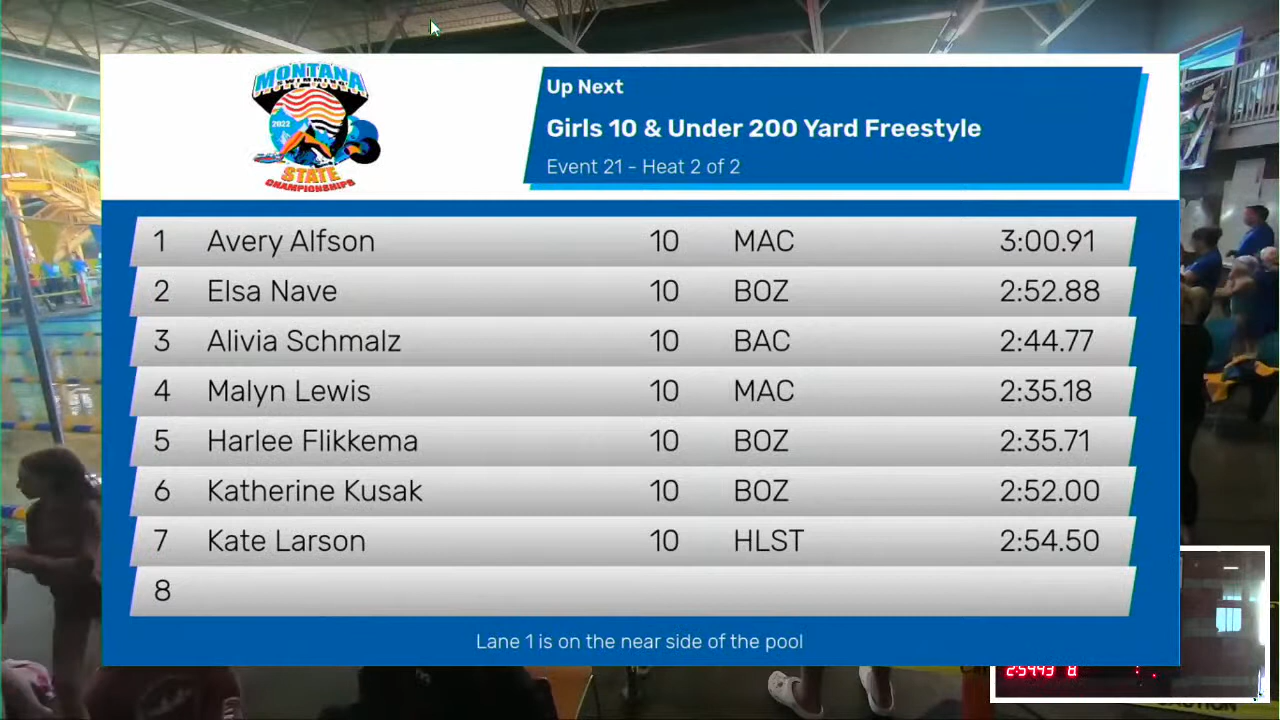 MONTANA
SWIMMING
2022
STATE
CHAMPIONSHIPS
Up Next
Girls 10 & Under 200 Yard Freestyle
Event 21 - Heat 2 of 2
1 Avery Alfson 10 MAC 3:00.91
2 Elsa Nave 10 BOZ 2:52.88
3 Alivia Schmalz 10 BAC 2:44.77
4 Malyn Lewis 10 MAC 2:35.18
5 Harlee Flikkema 10 BOZ 2:35.71
6 Katherine Kusak 10 BOZ 2:52.00
7 Kate Larson 10 HLST 2:54.50
8
Lane 1 is on the near side of the pool